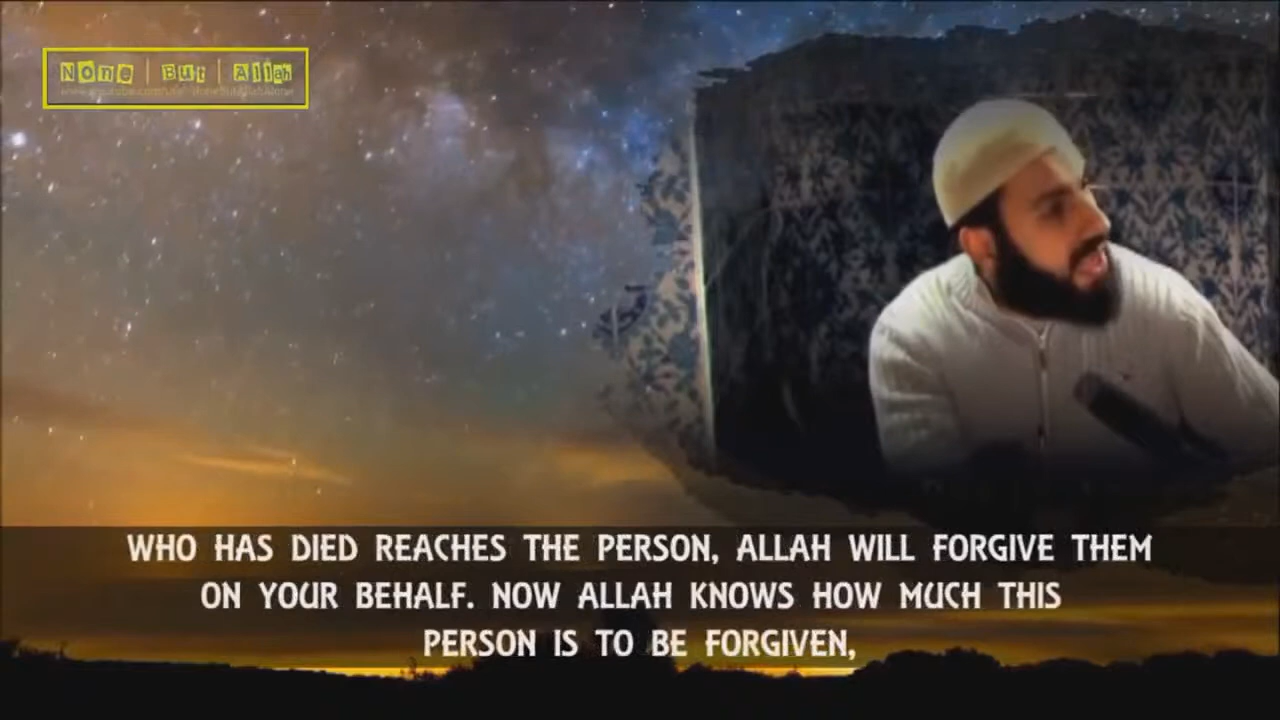 None | But | Allah
WHO HAS DIED REACHES THE PERSON, ALLAH WILL FORGIVE THEM
ON YOUR BEHALF. NOW ALLAH KNOWS HOW MUCH THIS
PERSON IS TO BE FORGIVEN,